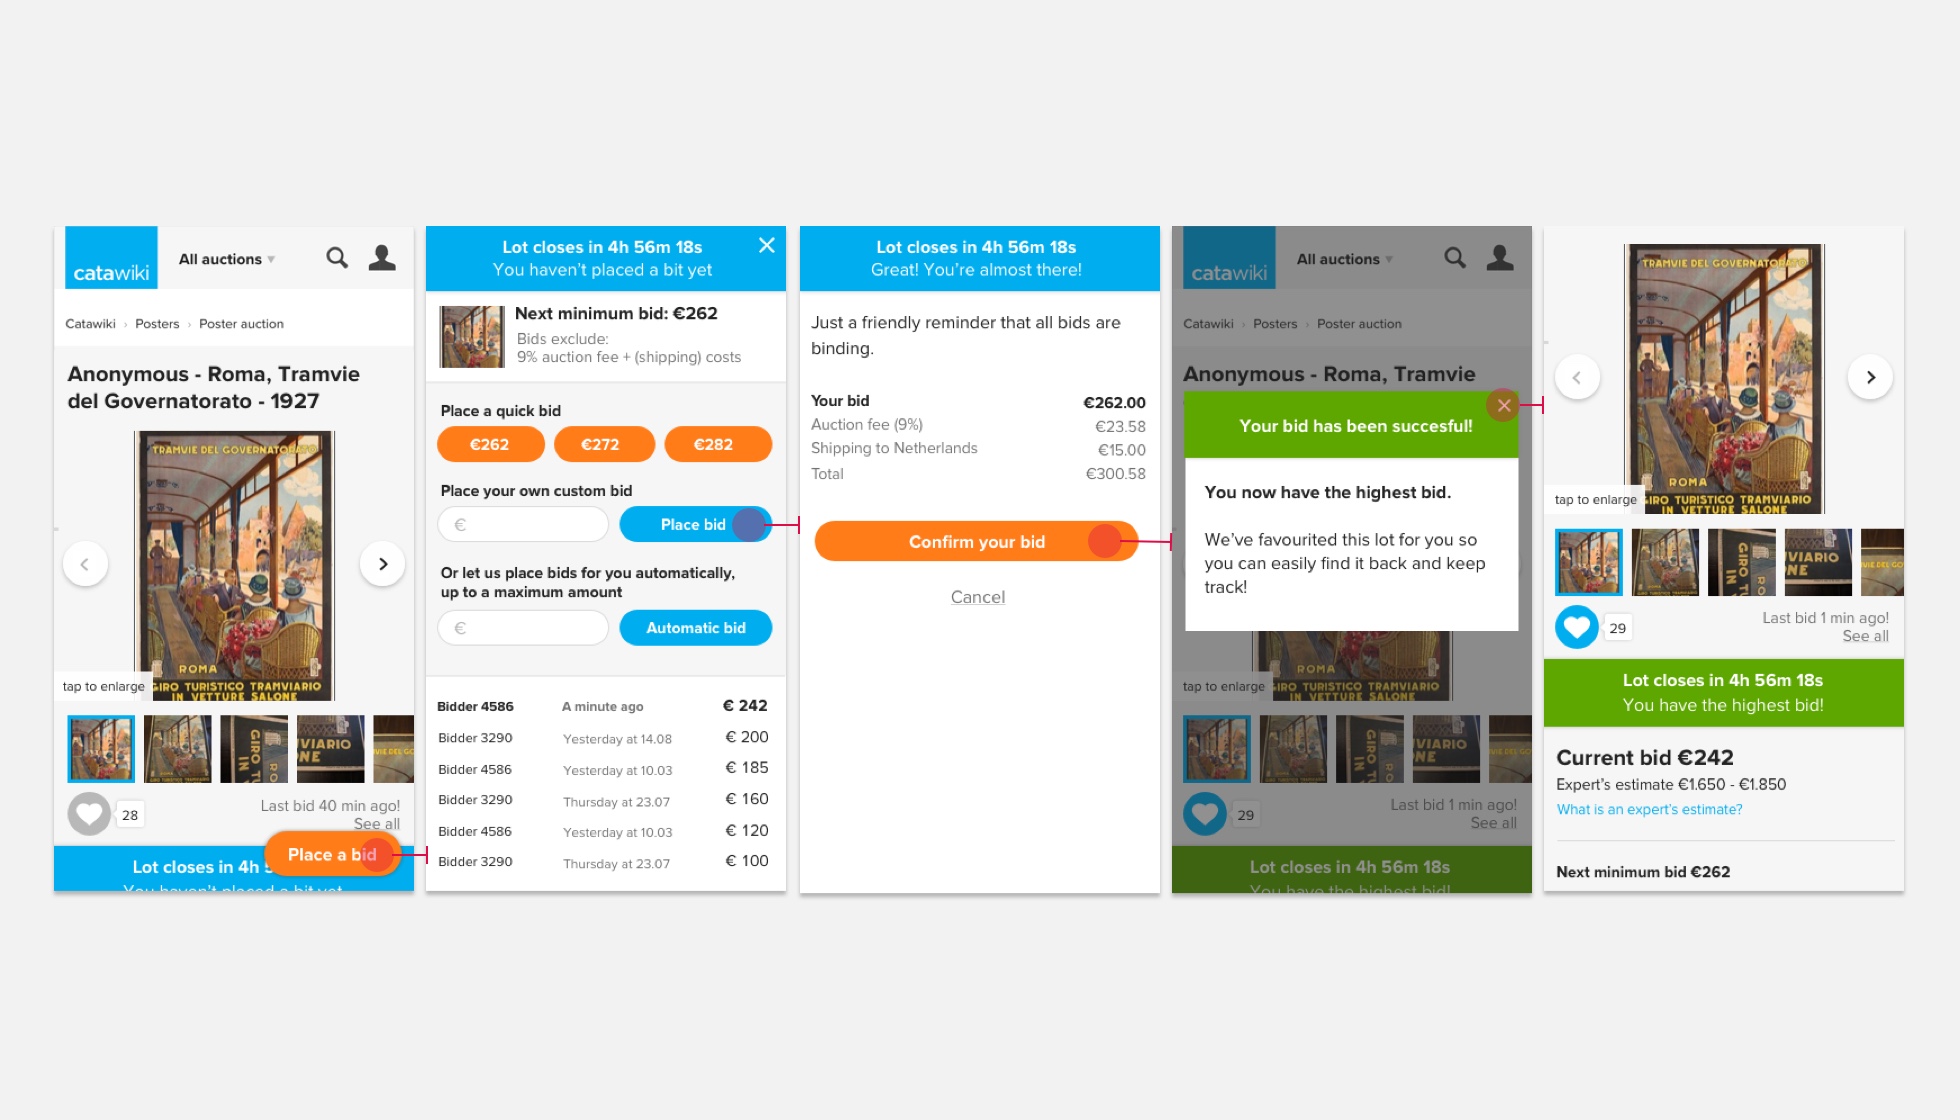 catawiki
All auctions
Catawiki › Posters › Poster auction
Anonymous - Roma, Tramvie
del Governatorato - 1927
TRAMVIE DEL GOVERNATORATO
ROMA
GIRO TURISTICO TRAMVIARIO
IN VETTURE SALONE
tap to enlarge
28
Last bid 40 min ago!
See all
Place a bid
Lot closes in 4h 5
You haven't placed a bit yet
Lot closes in 4h 56m 18s
You haven't placed a bit yet
Next minimum bid: €262
Bids exclude:
9% auction fee + (shipping) costs
Place a quick bid
€262 €272 €282
Place your own custom bid
€ Place bid
Or let us place bids for you automatically,
up to a maximum amount
€ Automatic bid
Bidder 4586 A minute ago € 242
Bidder 3290 Yesterday at 14.08 € 200
Bidder 4586 Yesterday at 10.03 € 185
Bidder 3290 Thursday at 23.07 € 160
Bidder 4586 Yesterday at 10.03 € 120
Bidder 3290 Thursday at 23.07 € 100
Lot closes in 4h 56m 18s
Great! You're almost there!
Just a friendly reminder that all bids are
binding.
Your bid €262.00
Auction fee (9%) €23.58
Shipping to Netherlands €15.00
Total €300.58
Confirm your bid
Cancel
catawiki
All auctions
Catawiki › Posters › Poster auction
Anonymous - Roma, Tramvie
Your bid has been succesful!
You now have the highest bid.
We've favourited this lot for you so
you can easily find it back and keep
track!
ROMA
GIRO TURISTICO TRAMVIARIO
IN VETTURE SALONE
tap to enlarge
29
Last bid 1 min ago!
See all
Lot closes in 4h 56m 18s
You have the highest bid!
TRAMVIE DEL GOVERNATORATO
ROMA
GIRO TURISTICO TRAMVIARIO
IN VETTURE SALONE
tap to enlarge
29
Last bid 1 min ago!
See all
Lot closes in 4h 56m 18s
You have the highest bid!
Current bid €242
Expert's estimate €1.650 - €1.850
What is an expert's estimate?
Next minimum bid €262